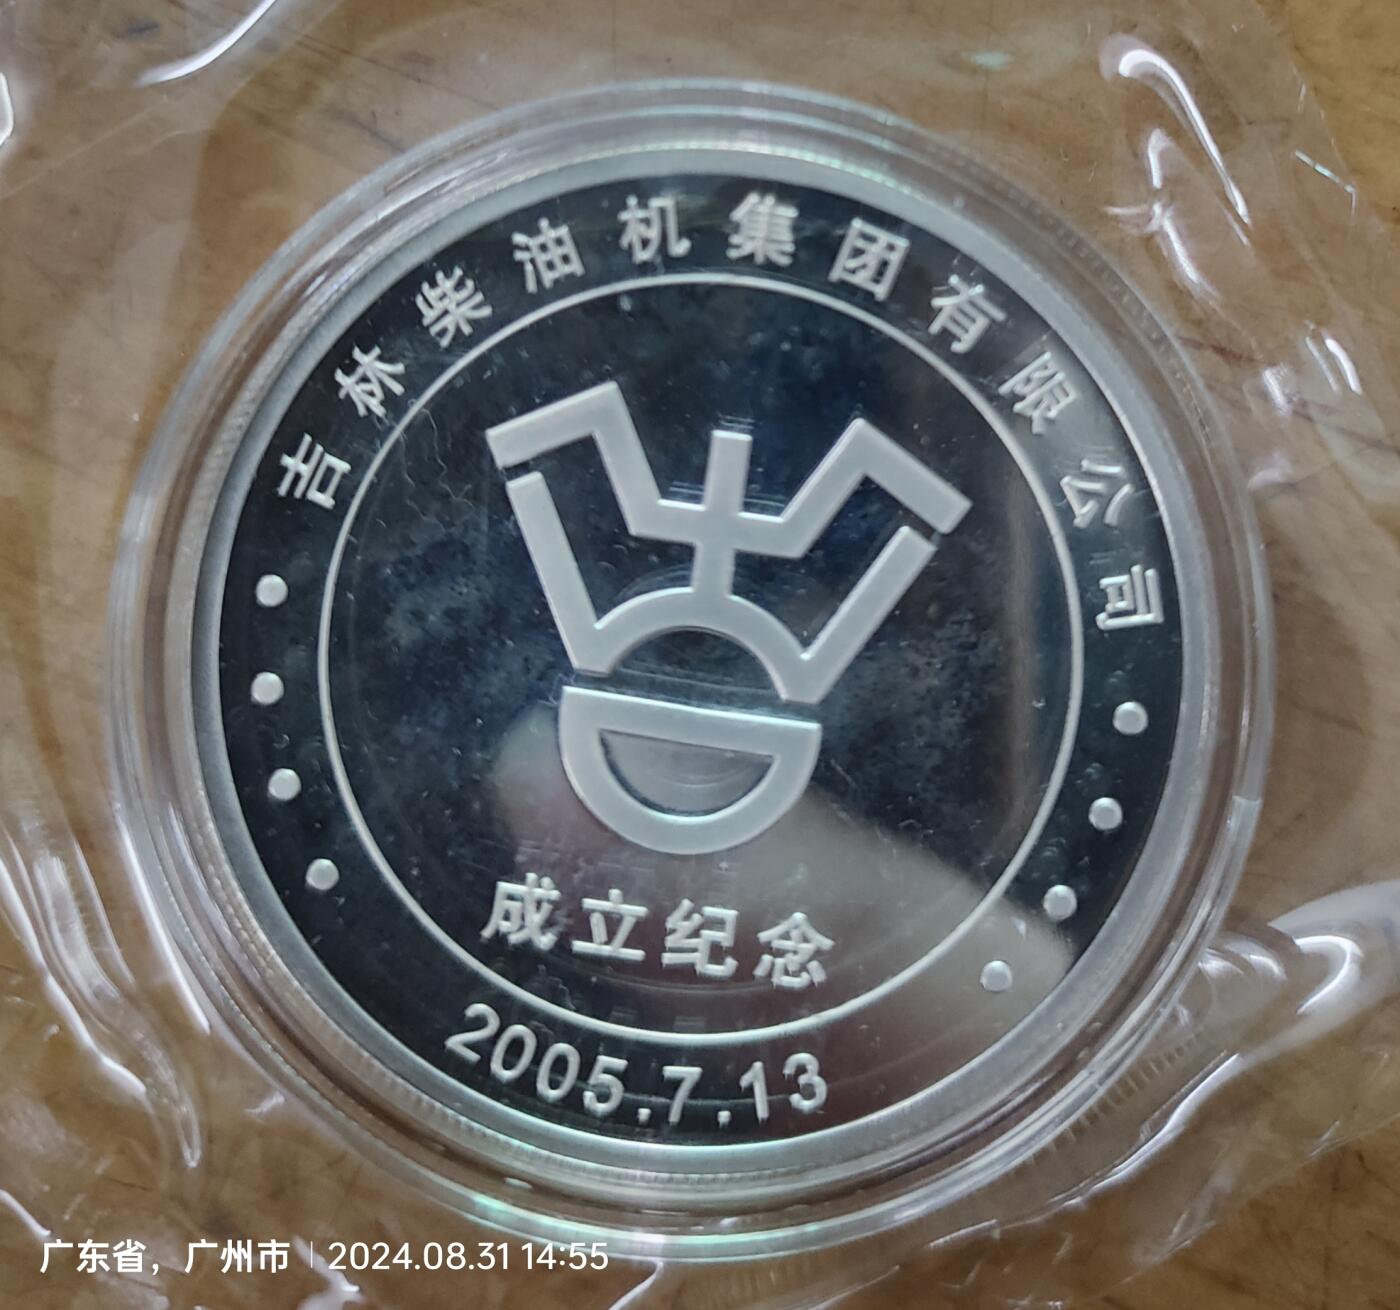 吉林柴油机集团有限公司
成立纪念
2005.7.13
广东省，广州市 | 2024.08.31 14:55